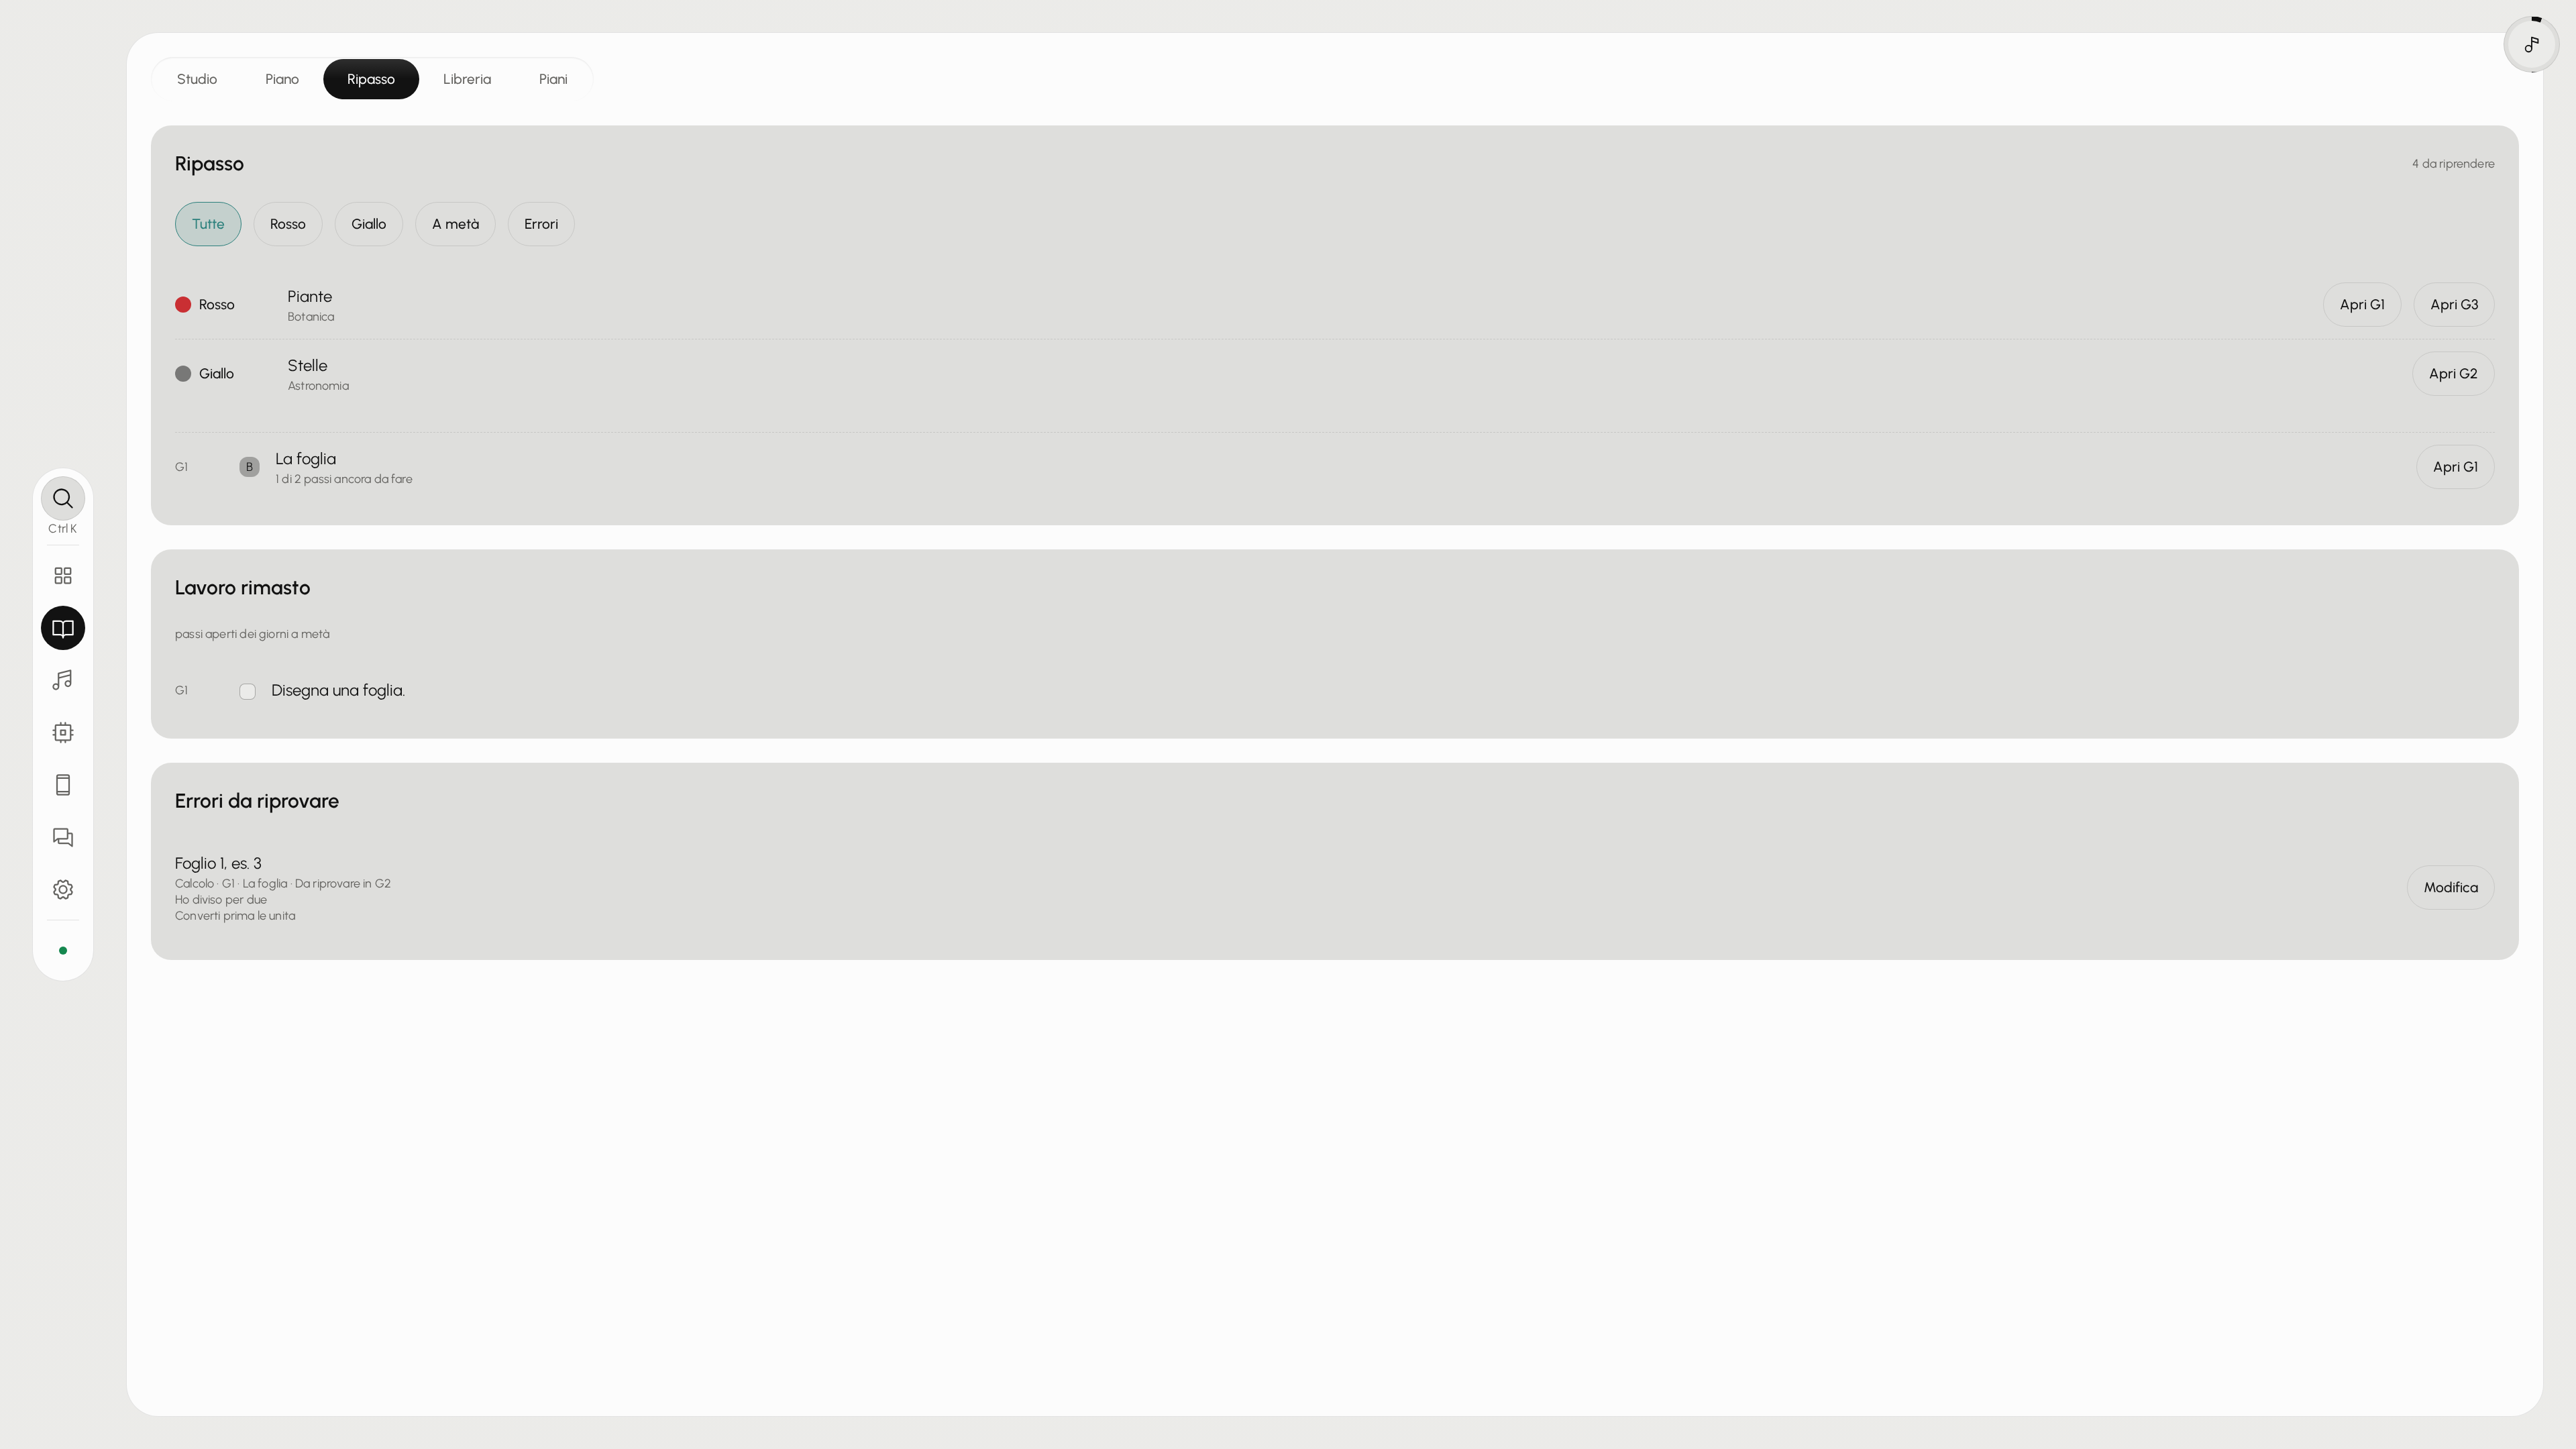 Studio
Piano
Ripasso
Libreria
Piani
Ripasso
4 da riprendere
Tutte
Rosso
Giallo
A metà
Errori
Rosso
Piante
Botanica
Apri G1
Apri G3
Giallo
Stelle
Astronomia
Apri G2
G1
B
La foglia
1 di 2 passi ancora da fare
Apri G1
Ctrl K
Lavoro rimasto
passi aperti dei giorni a metà
G1
Disegna una foglia.
Errori da riprovare
Foglio 1, es. 3
Calcolo · G1 · La foglia · Da riprovare in G2
Ho diviso per due
Converti prima le unita
Modifica